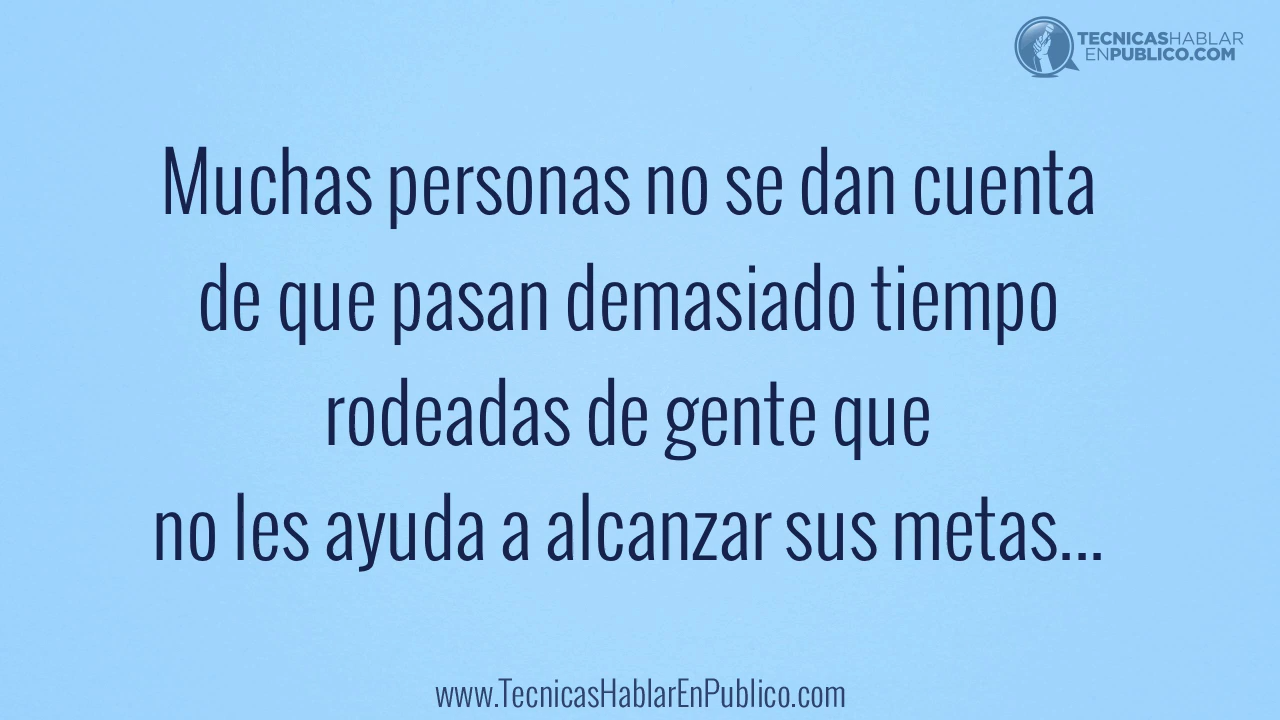 TECNICASHABLAR
ENPUBLICO.COM
Muchas personas no se dan cuenta
de que pasan demasiado tiempo
rodeadas de gente que
no les ayuda a alcanzar sus metas...
www.TecnicasHablarEnPublico.com